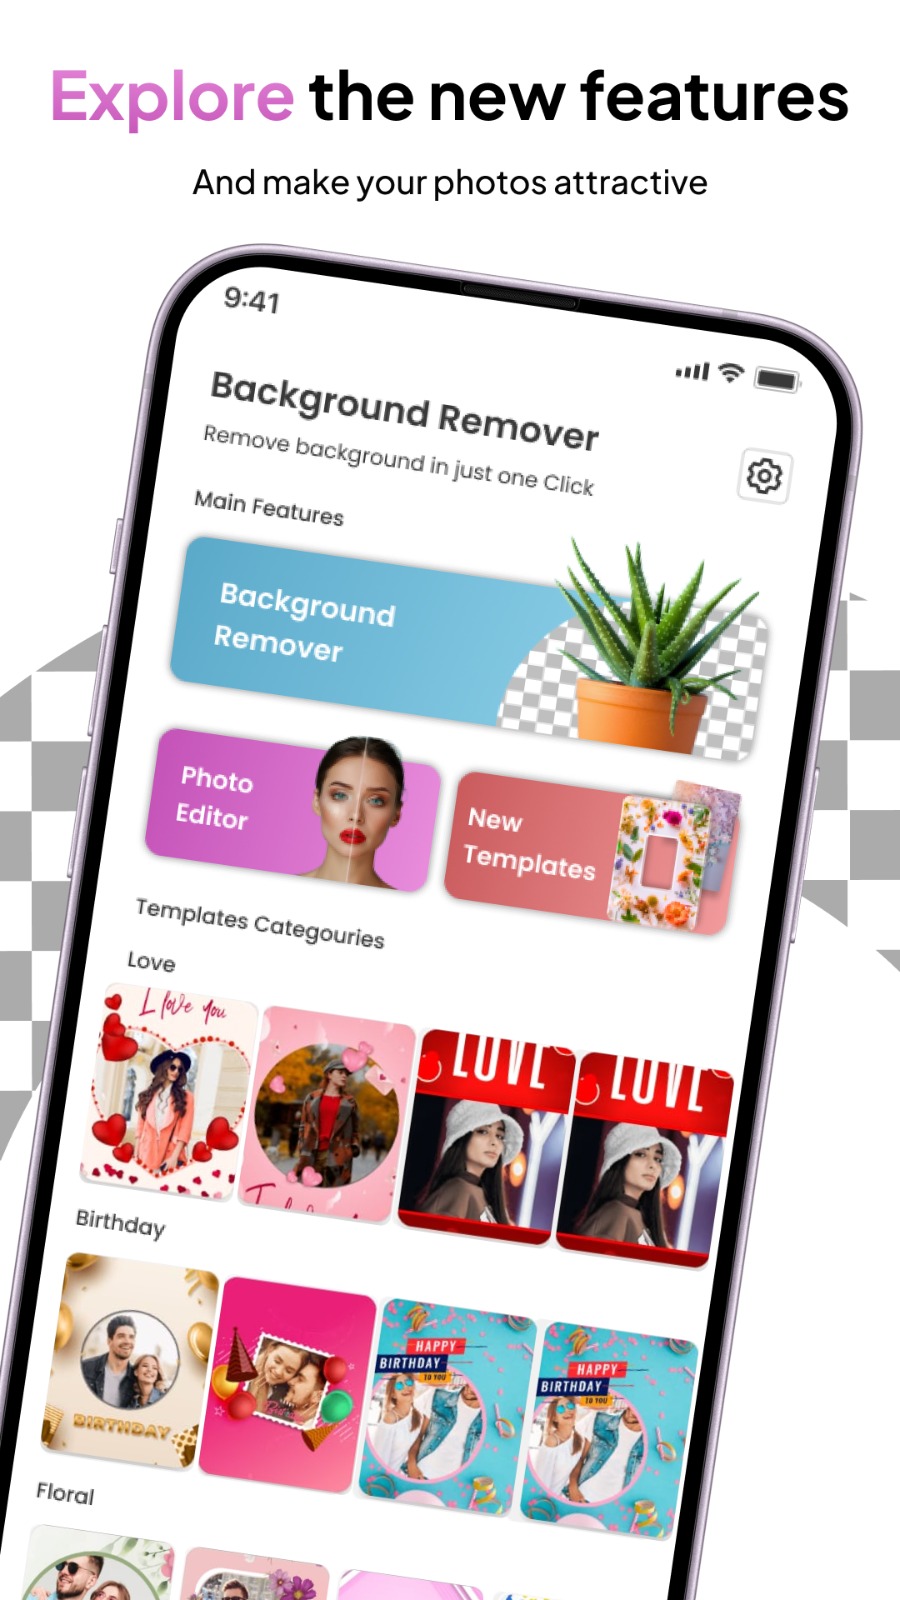 Explore the new features
And make your photos attractive
9:41
Background Remover
Remove background in just one Click
Main Features
Background
Remover
Photo
Editor
New
Templates
Templates Categouries
Love
I love you
LOVE
LOVE
Birthday
BIRTHDAY
HAPPY
BIRTHDAY
TO YOU
HAPPY
BIRTHDAY
TO YOU
Floral